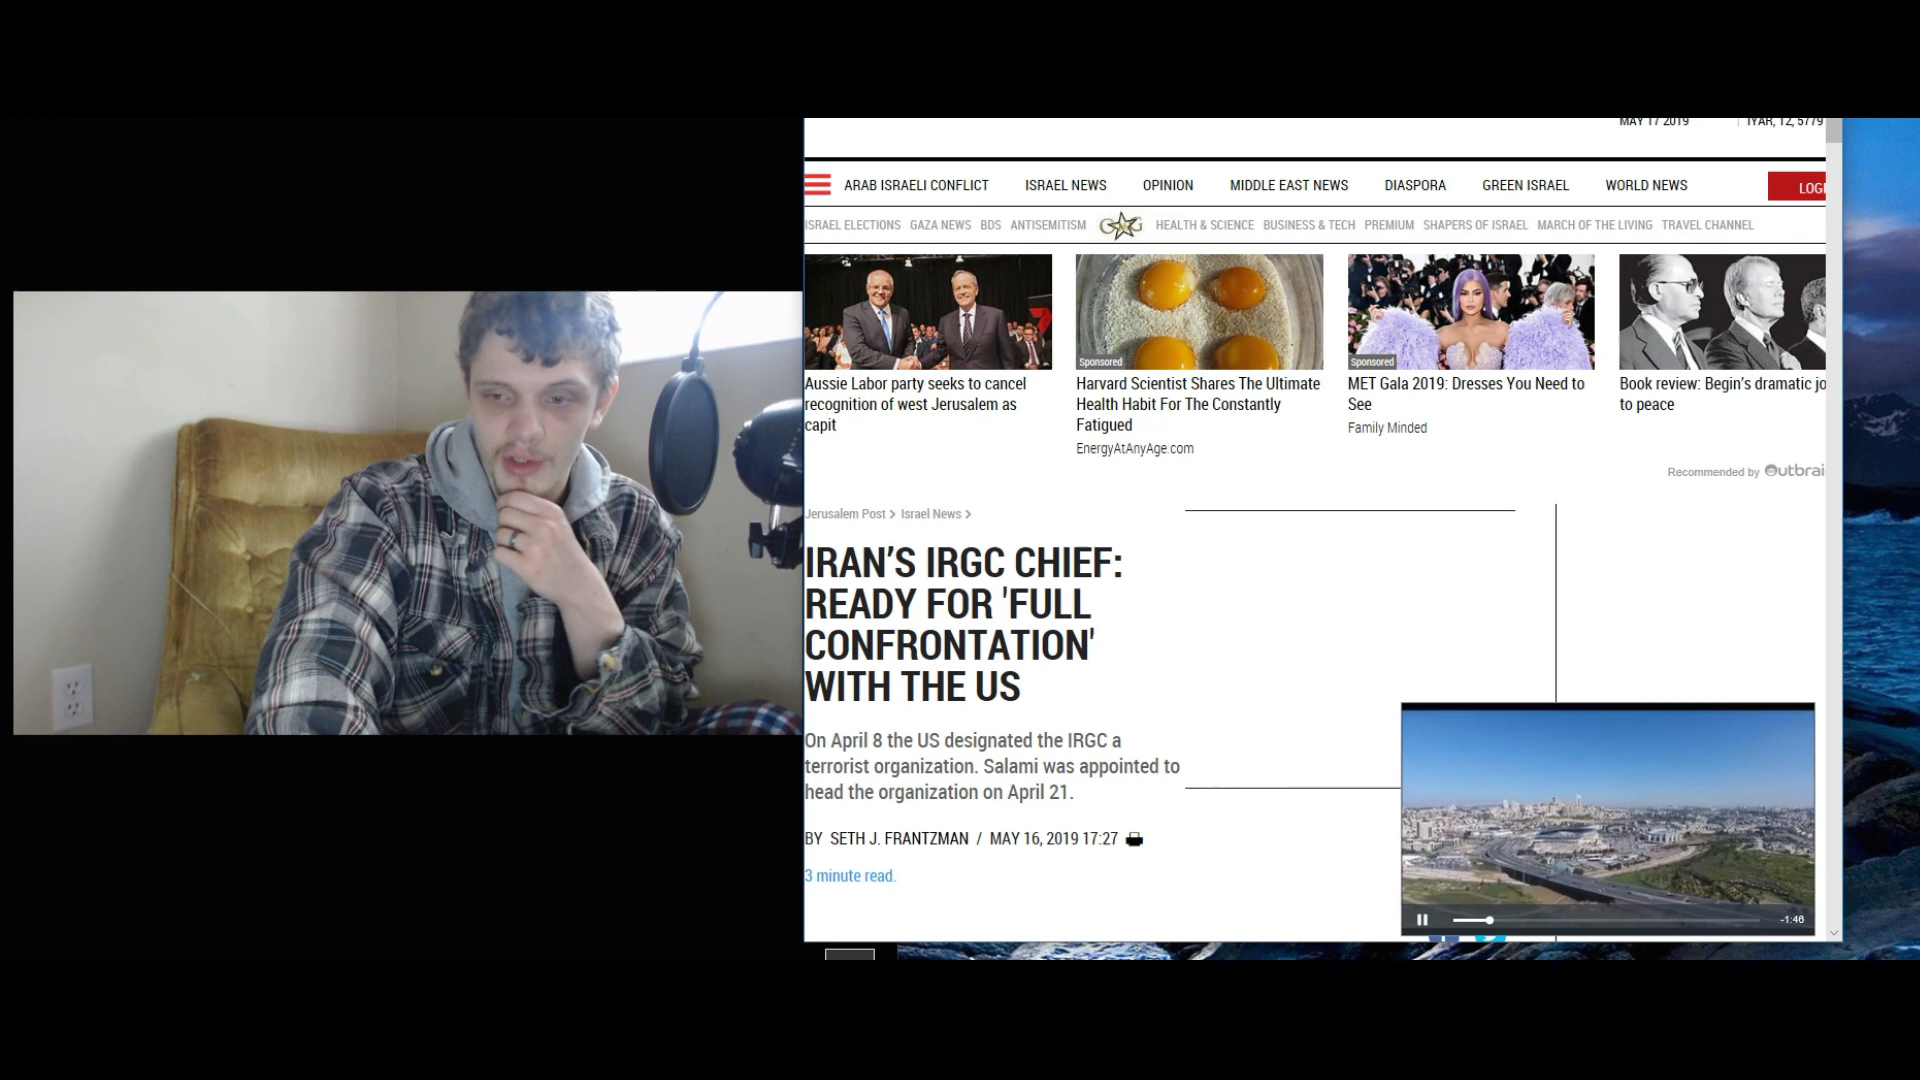 MAY 17 2019 | IYAR, 12, 5779
ARAB ISRAELI CONFLICT ISRAEL NEWS OPINION MIDDLE EAST NEWS DIASPORA GREEN ISRAEL WORLD NEWS LOGI
ISRAEL ELECTIONS GAZA NEWS BDS ANTISEMITISM HEALTH & SCIENCE BUSINESS & TECH PREMIUM SHAPERS OF ISRAEL MARCH OF THE LIVING TRAVEL CHANNEL
Aussie Labor party seeks to cancel
recognition of west Jerusalem as
capit
Sponsored
Harvard Scientist Shares The Ultimate
Health Habit For The Constantly
Fatigued
EnergyAtAnyAge.com
Sponsored
MET Gala 2019: Dresses You Need to
See
Family Minded
Book review: Begin's dramatic jo
to peace
Recommended by Outbrai
Jerusalem Post > Israel News >
IRAN'S IRGC CHIEF:
READY FOR 'FULL
CONFRONTATION'
WITH THE US
On April 8 the US designated the IRGC a
terrorist organization. Salami was appointed to
head the organization on April 21.
BY SETH J. FRANTZMAN / MAY 16, 2019 17:27
3 minute read.
-1:46